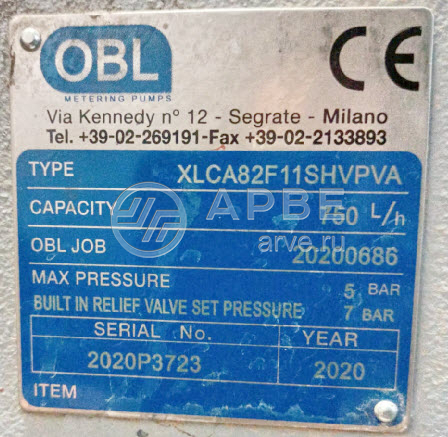 OBL
METERING PUMPS
CE
Via Kennedy n° 12 - Segrate - Milano
Tel. +39-02-269191-Fax +39-02-2133893
TYPE XLCA82F11SHVPVA
CAPACITY 750 L/h
АРВЕ
arve.ru
OBL JOB 20200686
MAX PRESSURE 5 BAR
BUILT IN RELIEF VALVE SET PRESSURE 7 BAR
SERIAL No. YEAR
2020P3723 2020
ITEM